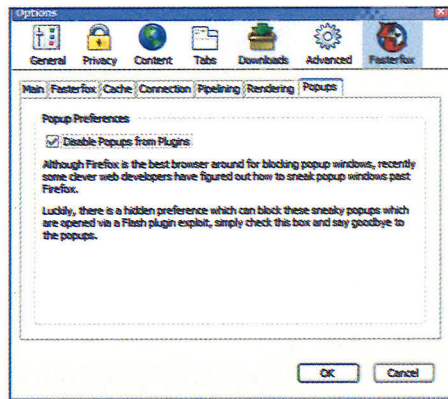 Options
General Privacy Content Tabs Downloads Advanced Fasterfox
Main Fasterfox Cache Connection Pipelining Rendering Popups
Popup Preferences
Disable Popups from Plugins
Although Firefox is the best browser around for blocking popup windows, recently
some clever web developers have figured out how to sneak popup windows past
Firefox.
Luckily, there is a hidden preference which can block these sneaky popups which
are opened via a Flash plugin exploit, simply check this box and say goodbye to
the popups.
OK Cancel